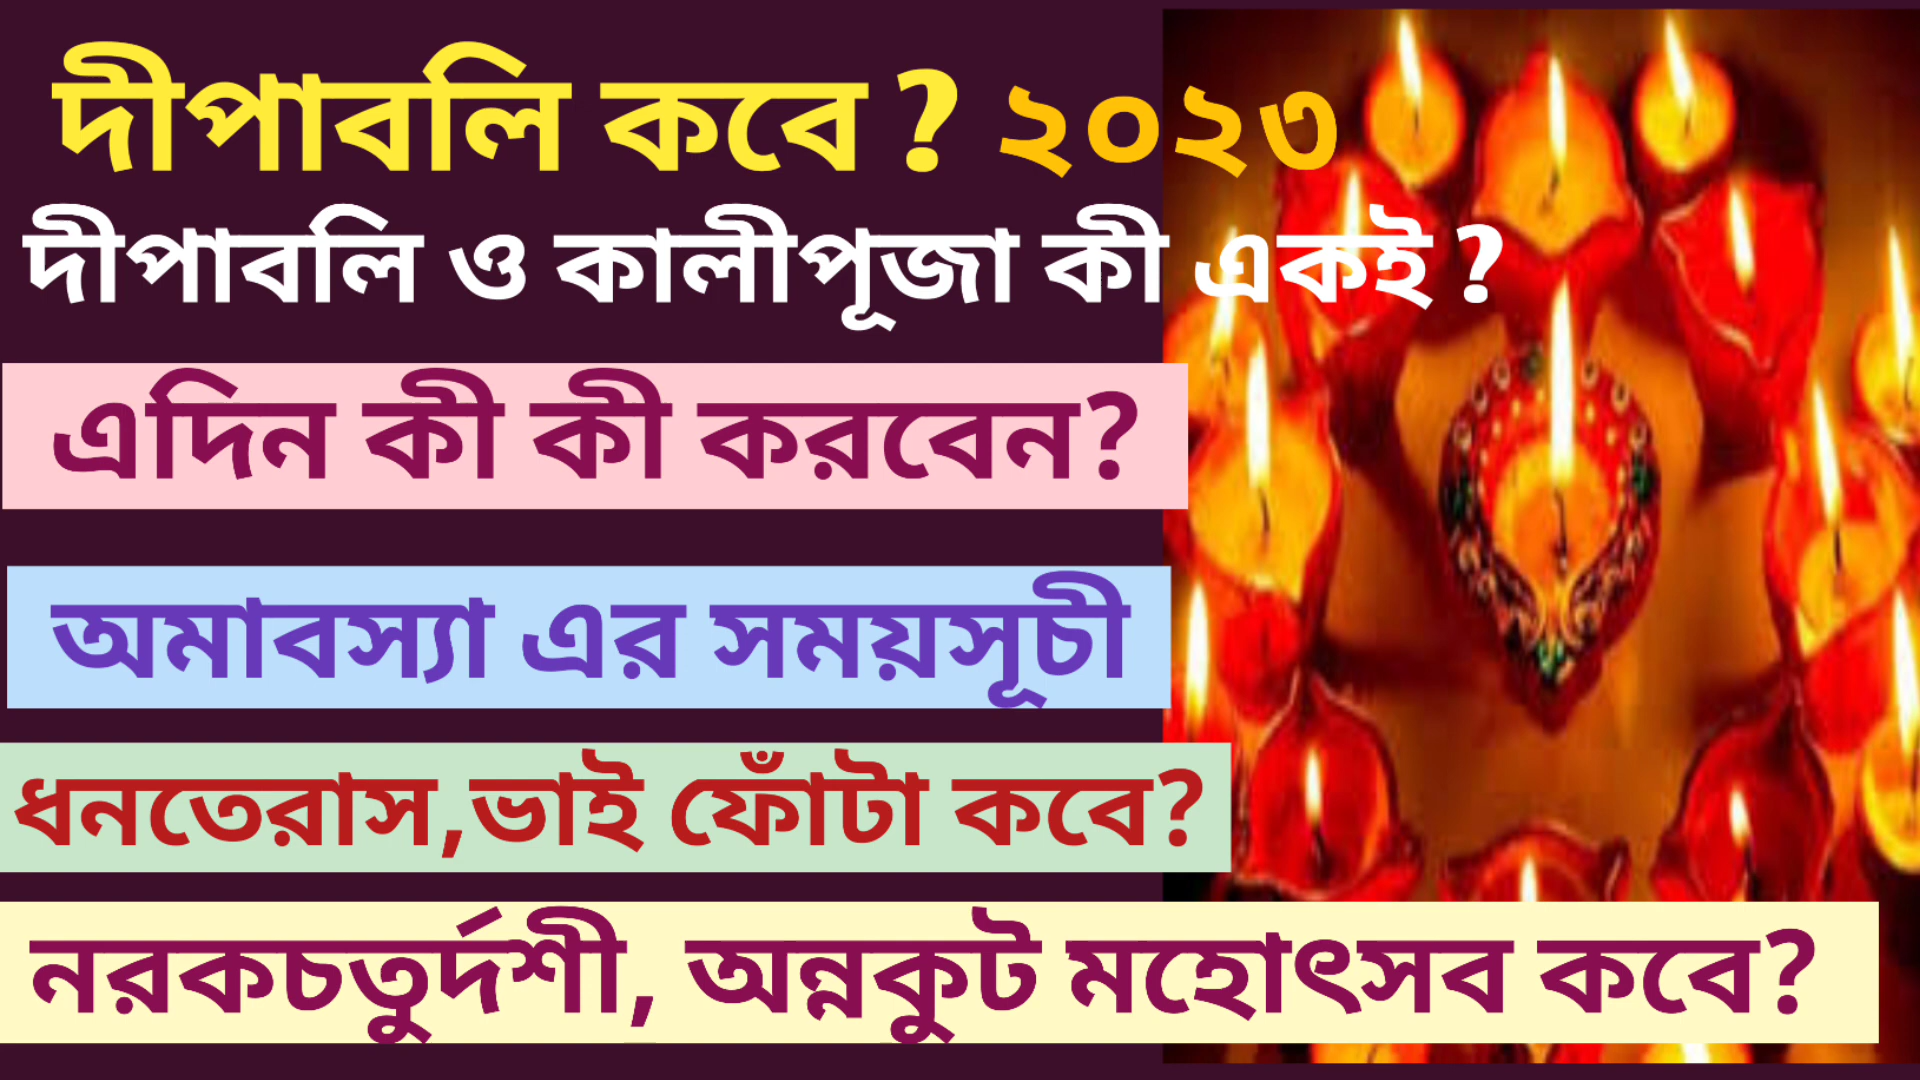 দীপাবলি কবে ? ২০২৩
দীপাবলি ও কালীপূজা কী একই ?
এদিন কী কী করবেন?
অমাবস্যা এর সময়সূচী
ধনতেরাস,ভাই ফোঁটা কবে?
নরকচতুর্দশী, অন্নকুট মহোৎসব কবে?